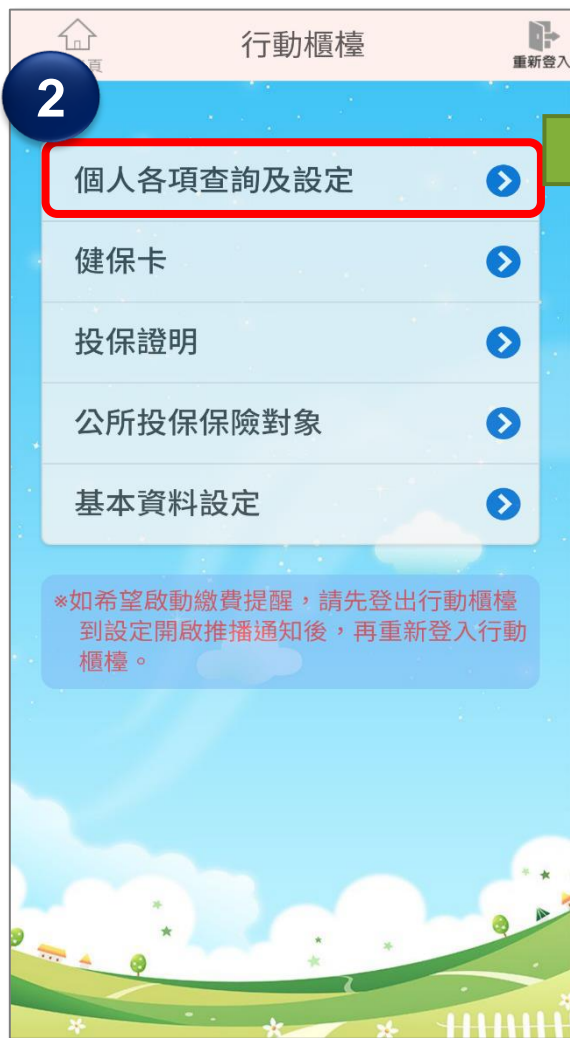 行動櫃檯
重新登入
頁
2
個人各項查詢及設定
健保卡
投保證明
公所投保保險對象
基本資料設定
※如希望啟動繳費提醒，請先登出行動櫃檯
到設定開啟推播通知後，再重新登入行動
櫃檯。